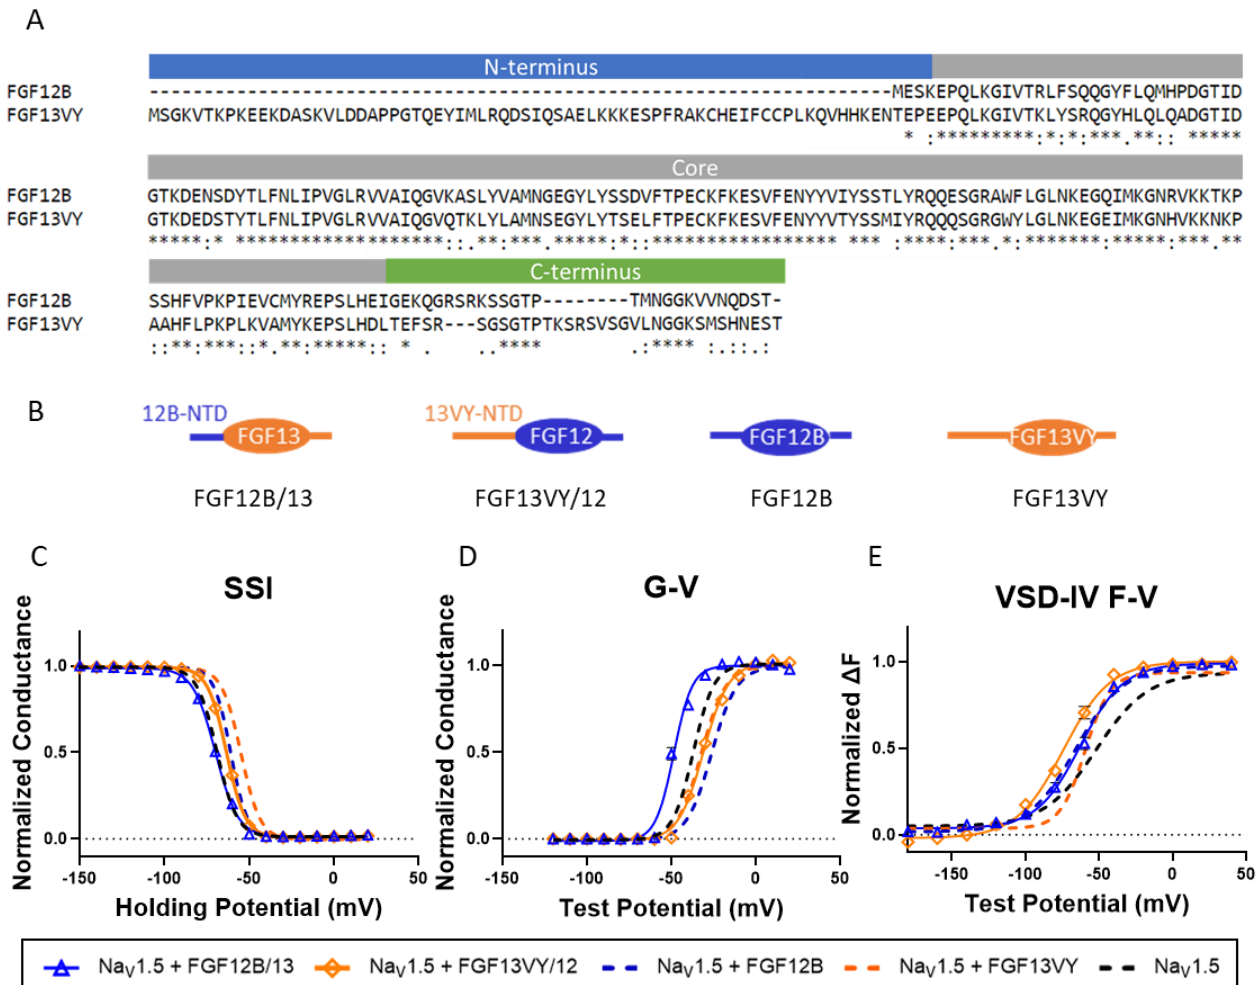 A
N-terminus
FGF12B --------------------------------------------------------------------MESKEPQLKGIVTRLFSQQGYFLQMHPDGTID
FGF13VY MSGKVTKPKEEKDASKVLDDAPPGTQEYIMLRQDSIQSAELKKKESPFRAKCHEIFCCPLKQVHHKENTEPEEPQLKGIVTKLYSRQGYHLQLQADGTID
* :*********:*:*:***.**:: *****
Core
FGF12B GTKDENSDYTLFNLIPVGLRVVAIQGVKASLYVAMNGEGYLYSSDVFTPECKFKESVFENYYVIYSSTLYRQQESGRAWFLGLNKEGQIMKGNRVKKTKP
FGF13VY GTKDEDSTYTLFNLIPVGLRVVAIQGVQTKLYLAMNSEGYLYTSELFTPECKFKESVFENYYVTYSSMIYRQQQSGRGWYLGLNKEGEIMKGNHVKKNKP
*****:* *******************::.**:***.*****:*::***************** *** :****:***.*:*******:*****:***.**
C-terminus
FGF12B SSHFVPKPIEVCMYREPSLHEIGEKQGRSRKSSGTP--------TMNGGKVVNQDST-
FGF13VY AAHFLPKPLKVAMYKEPSLHDLTEFSR---SGSGTPTKSRSVSGVLNGGKSMSHNEST
::**:***::*.**:*****:: * . ..**** .:**** :.::.:
B
12B-NTD 13VY-NTD
FGF13 FGF12 FGF12B FGF13VY
FGF12B/13 FGF13VY/12 FGF12B FGF13VY
C
SSI
Normalized Conductance
1.0
0.5
0.0
-150 -100 -50 0 50
Holding Potential (mV)
D
G-V
Normalized Conductance
1.0
0.5
0.0
-150 -100 -50 0 50
Test Potential (mV)
E
VSD-IV F-V
Normalized ΔF
1.0
0.5
0.0
-150 -100 -50 0 50
Test Potential (mV)
NaV1.5 + FGF12B/13 NaV1.5 + FGF13VY/12 NaV1.5 + FGF12B NaV1.5 + FGF13VY NaV1.5